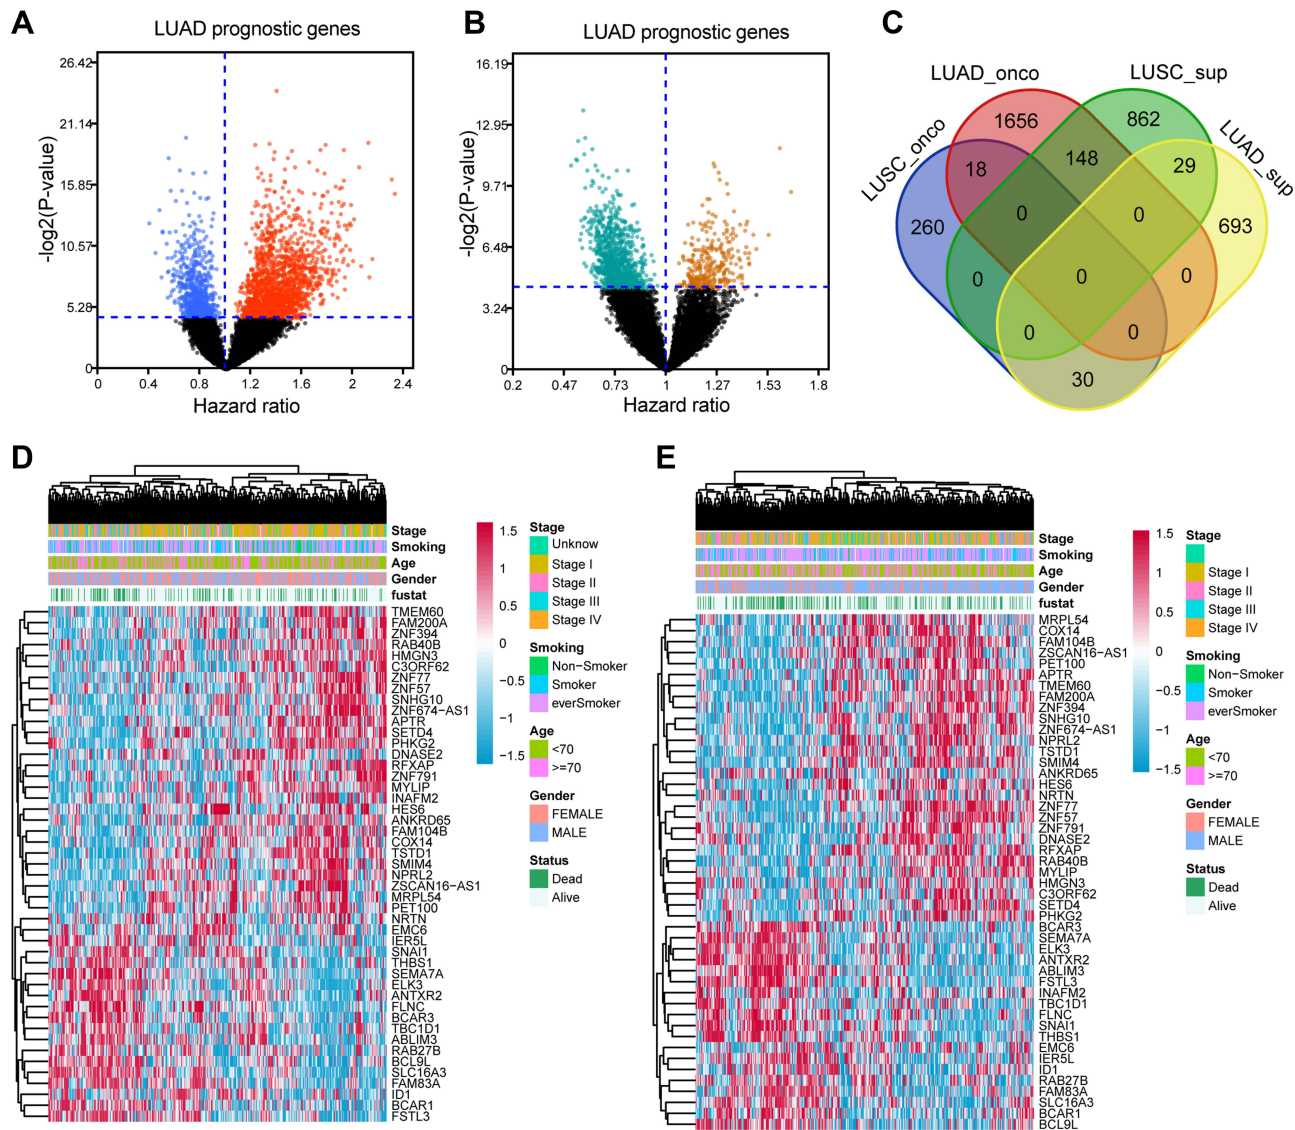 A
LUAD prognostic genes
-log2(P-value)
26.42
21.14
15.85
10.57
5.28
0
0
0.4
0.8
1.2
1.6
2
2.4
Hazard ratio
B
LUAD prognostic genes
-log2(P-value)
16.19
12.95
9.71
6.48
3.24
0
0.2
0.47
0.73
1
1.27
1.53
1.8
Hazard ratio
C
LUAD_onco
LUSC_sup
LUSC_onco
LUAD_sup
1656
862
18
148
29
260
0
0
693
0
0
0
0
0
30
D
Stage
Smoking
Age
Gender
fustat
TMEM60
FAM200A
ZNF394
RAB40B
HMGN3
C3ORF62
ZNF77
ZNF57
SNHG10
ZNF674−AS1
APTR
SETD4
PHKG2
DNASE2
RFXAP
ZNF791
MYLIP
INAFM2
HES6
ANKRD65
FAM104B
COX14
TSTD1
SMIM4
NPRL2
ZSCAN16−AS1
MRPL54
PET100
NRTN
EMC6
IER5L
SNAI1
THBS1
SEMA7A
ELK3
ANTXR2
FLNC
BCAR3
TBC1D1
ABLIM3
RAB27B
BCL9L
SLC16A3
FAM83A
ID1
BCAR1
FSTL3
1.5
1
0.5
0
−0.5
−1
−1.5
Stage
Unknow
Stage I
Stage II
Stage III
Stage IV
Smoking
Non-Smoker
Smoker
everSmoker
Age
<70
>=70
Gender
FEMALE
MALE
Status
Dead
Alive
E
Stage
Smoking
Age
Gender
fustat
MRPL54
COX14
FAM104B
ZSCAN16−AS1
PET100
APTR
TMEM60
FAM200A
ZNF394
SNHG10
ZNF674−AS1
NPRL2
TSTD1
SMIM4
ANKRD65
HES6
NRTN
ZNF77
ZNF57
ZNF791
DNASE2
RFXAP
RAB40B
MYLIP
HMGN3
C3ORF62
SETD4
PHKG2
BCAR3
SEMA7A
ELK3
ANTXR2
ABLIM3
FSTL3
INAFM2
TBC1D1
FLNC
SNAI1
THBS1
EMC6
IER5L
ID1
RAB27B
FAM83A
SLC16A3
BCAR1
BCL9L
1.5
1
0.5
0
−0.5
−1
−1.5
Stage
Stage I
Stage II
Stage III
Stage IV
Smoking
Non-Smoker
Smoker
everSmoker
Age
<70
>=70
Gender
FEMALE
MALE
Status
Dead
Alive